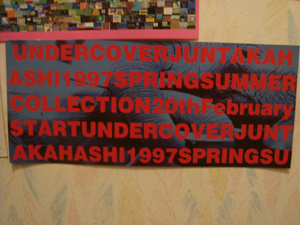 UNDERCOVERJUNTAKAH
ASHI1997SPRINGSUMMER
COLLECTION20thFebruary
STARTUNDERCOVERJUNT
AKAHASHI1997SPRINGSU